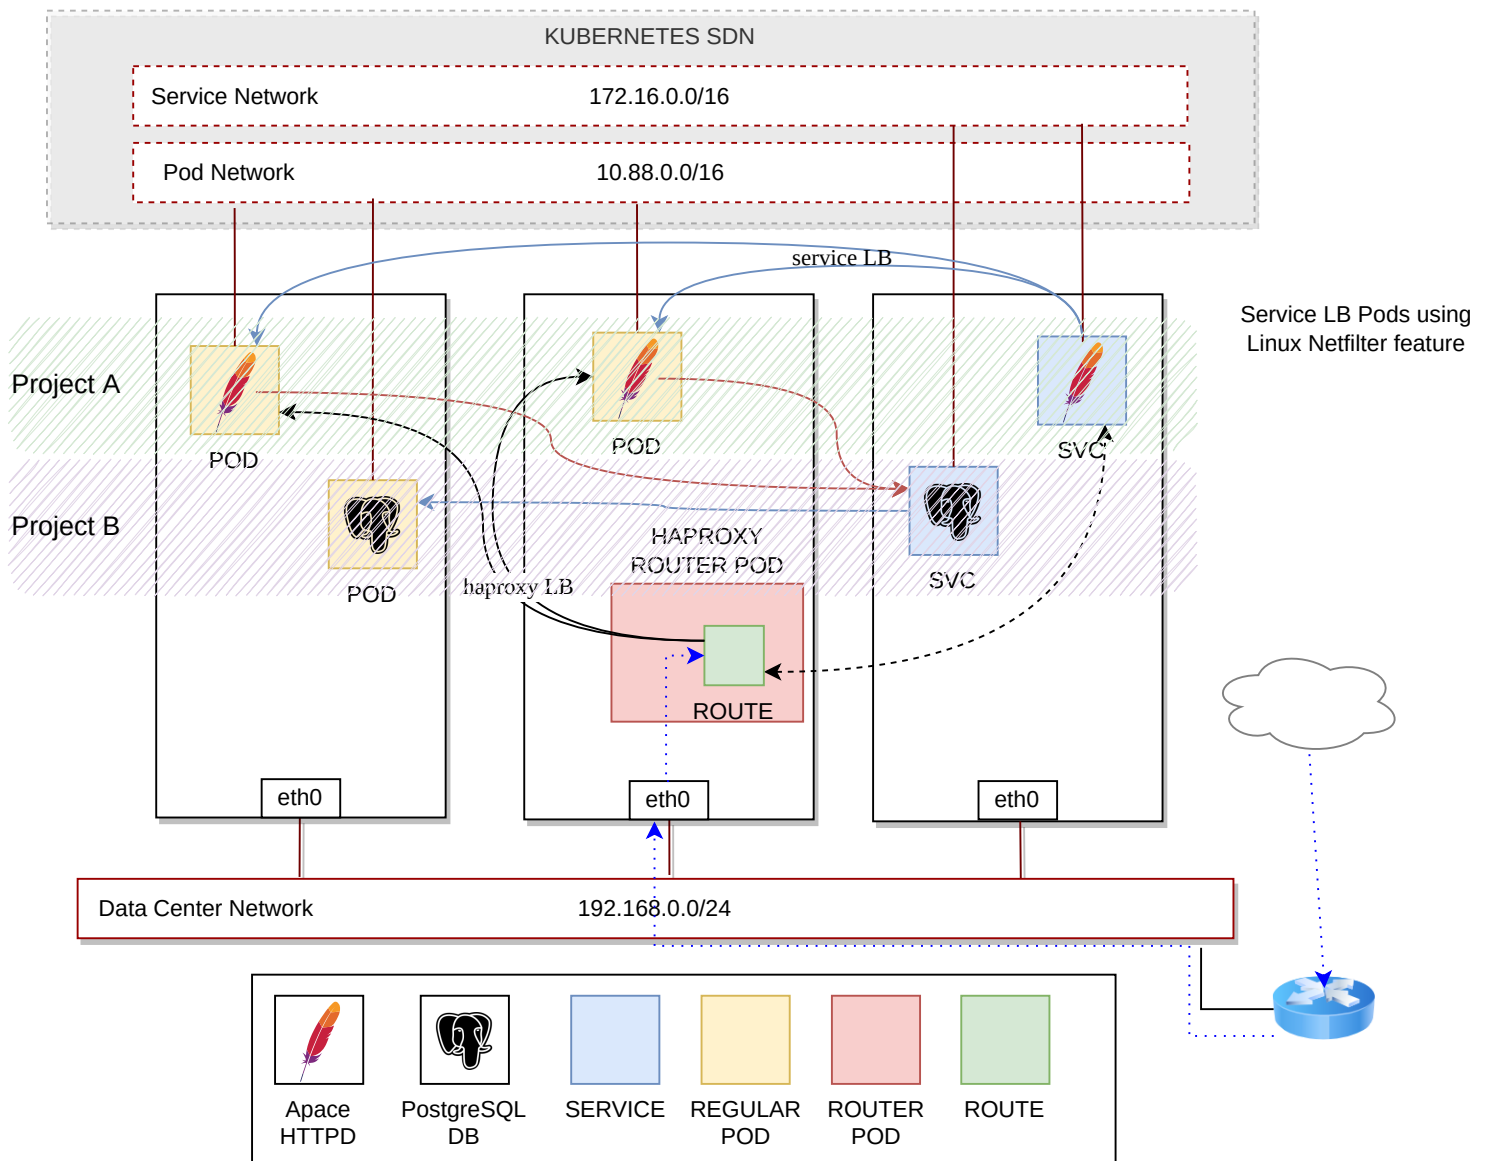 KUBERNETES SDN
Service Network 172.16.0.0/16
Pod Network 10.88.0.0/16
service LB
Service LB Pods using
Linux Netfilter feature
Project A
POD
POD
SVC
Project B
HAPROXY
ROUTER POD
POD
haproxy LB
SVC
ROUTE
eth0
eth0
eth0
Data Center Network 192.168.0.0/24
Apace
HTTPD
PostgreSQL
DB
SERVICE
REGULAR
POD
ROUTER
POD
ROUTE